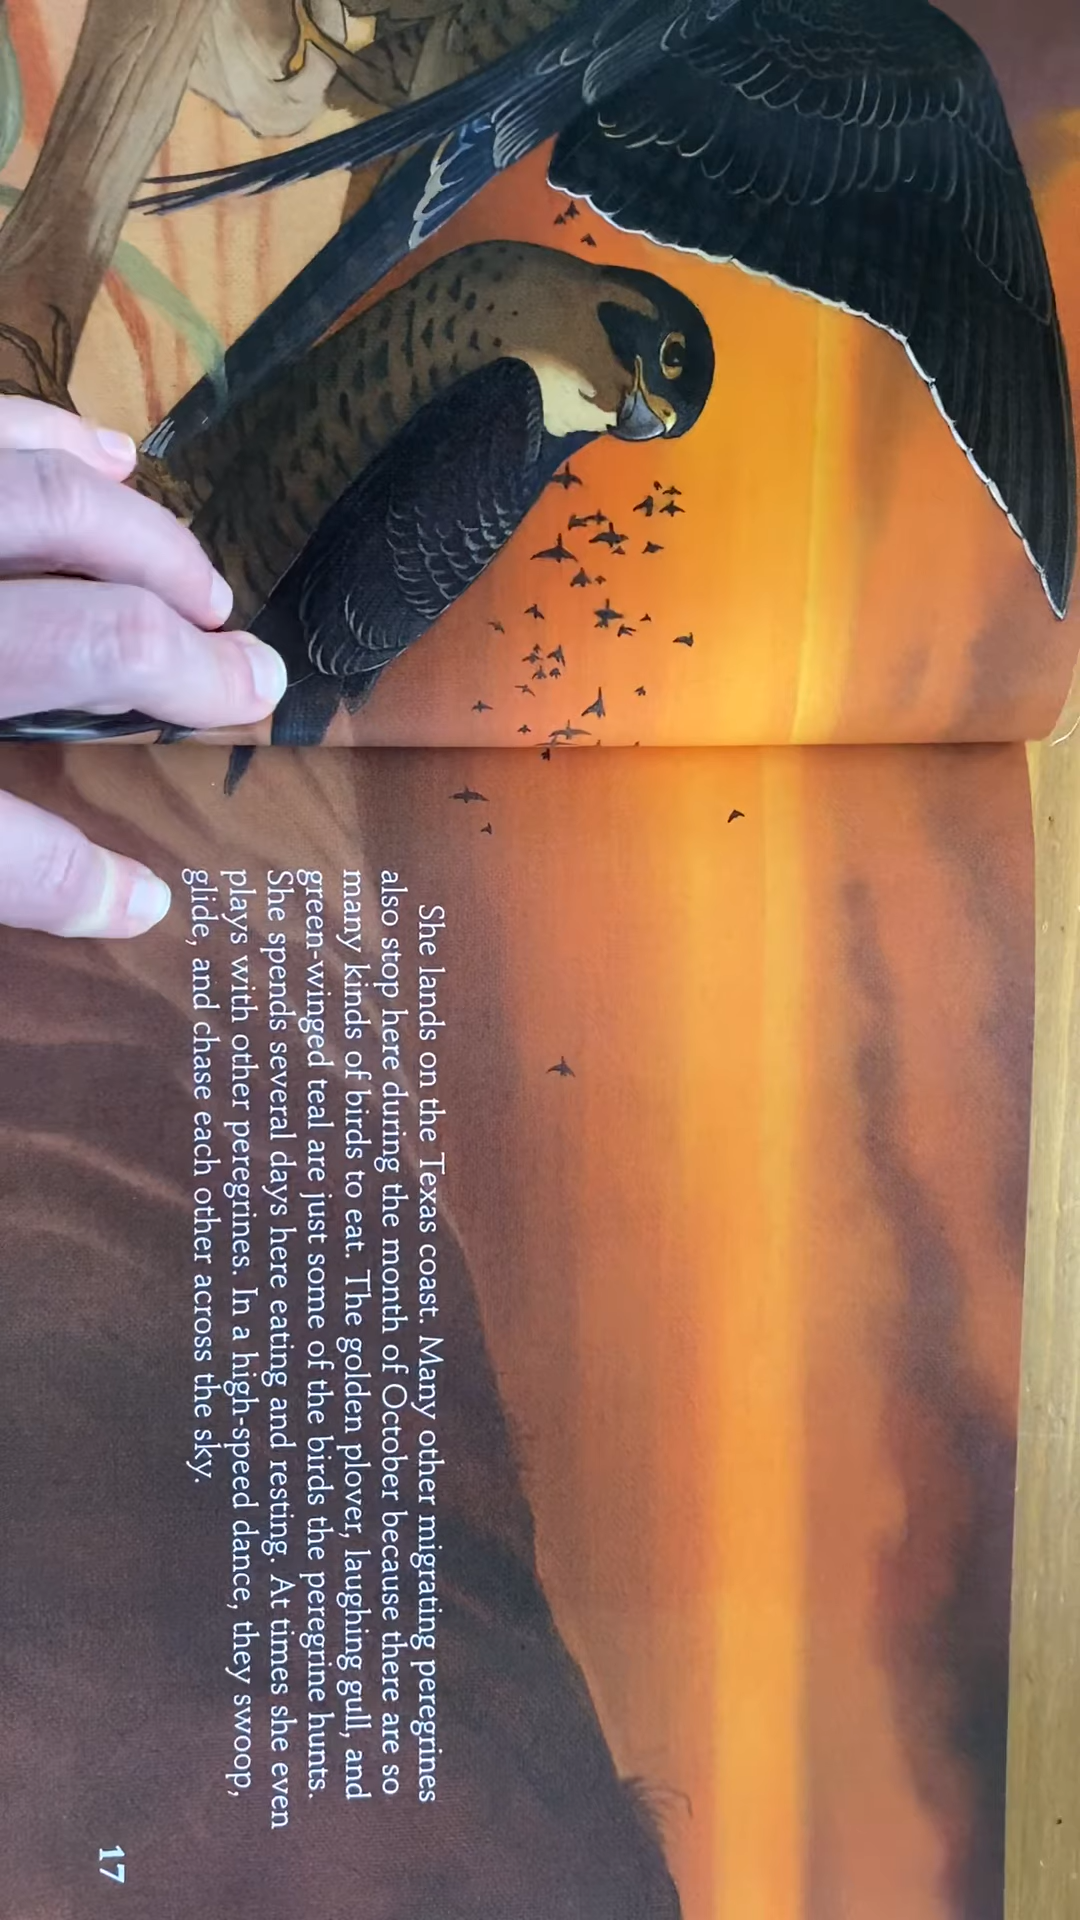 She lands on the Texas coast. Many other migrating peregrines
also stop here during the month of October because there are so
many kinds of birds to eat. The golden plover, laughing gull, and
green-winged teal are just some of the birds the peregrine hunts.
She spends several days here eating and resting. At times she even
plays with other peregrines. In a high-speed dance, they swoop,
glide, and chase each other across the sky.
17